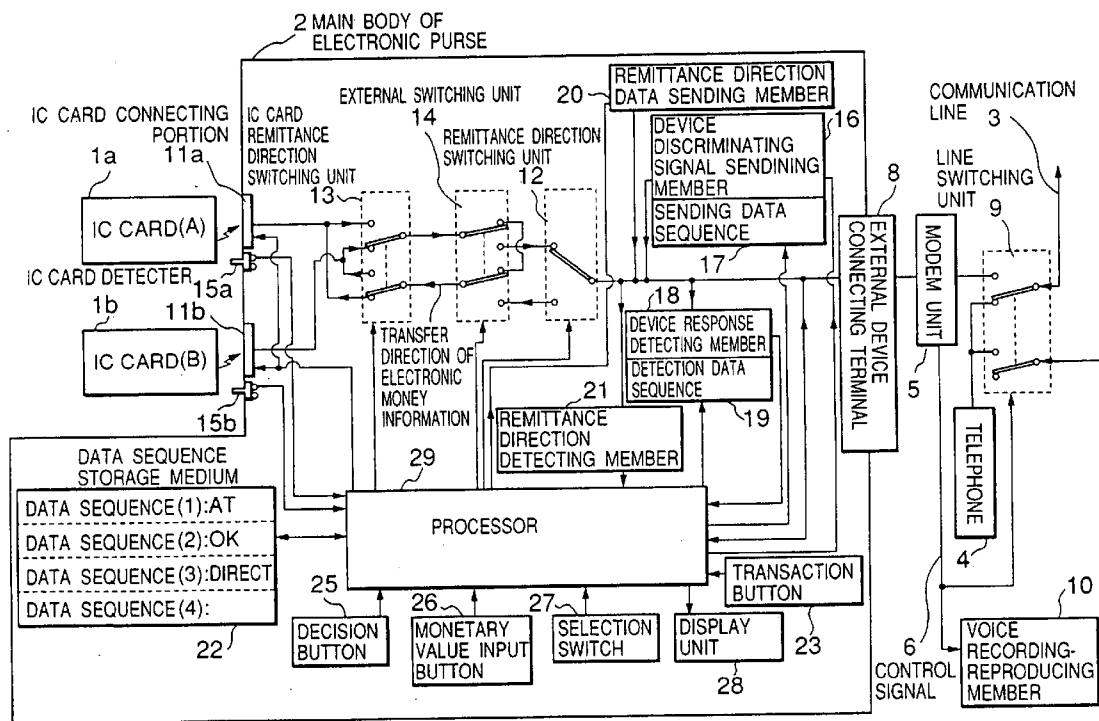 2 MAIN BODY OF
ELECTRONIC PURSE
IC CARD CONNECTING
PORTION
1a
11a
IC CARD(A)
IC CARD DETECTER
15a
1b
11b
IC CARD(B)
15b
IC CARD
REMITTANCE
DIRECTION
SWITCHING UNIT
13
EXTERNAL SWITCHING UNIT
14
REMITTANCE DIRECTION
SWITCHING UNIT
12
TRANSFER
DIRECTION OF
ELECTRONIC
MONEY
INFORMATION
20
REMITTANCE DIRECTION
DATA SENDING MEMBER
16
DEVICE
DISCRIMINATING
SIGNAL SENDINING
MEMBER
SENDING DATA
SEQUENCE
17
18
DEVICE RESPONSE
DETECTING MEMBER
DETECTION DATA
SEQUENCE
19
21
REMITTANCE
DIRECTION
DETECTING MEMBER
8
EXTERNAL DEVICE
CONNECTING TERMINAL
MODEM UNIT
5
COMMUNICATION
LINE
3
LINE
SWITCHING
UNIT
9
TELEPHONE
4
6
CONTROL
SIGNAL
10
VOICE
RECORDING-
REPRODUCING
MEMBER
DATA SEQUENCE
STORAGE MEDIUM
DATA SEQUENCE(1):AT
DATA SEQUENCE(2):OK
DATA SEQUENCE(3):DIRECT
DATA SEQUENCE(4):
22
29
PROCESSOR
25
DECISION
BUTTON
26
MONETARY
VALUE INPUT
BUTTON
27
SELECTION
SWITCH
DISPLAY
UNIT
28
TRANSACTION
BUTTON
23